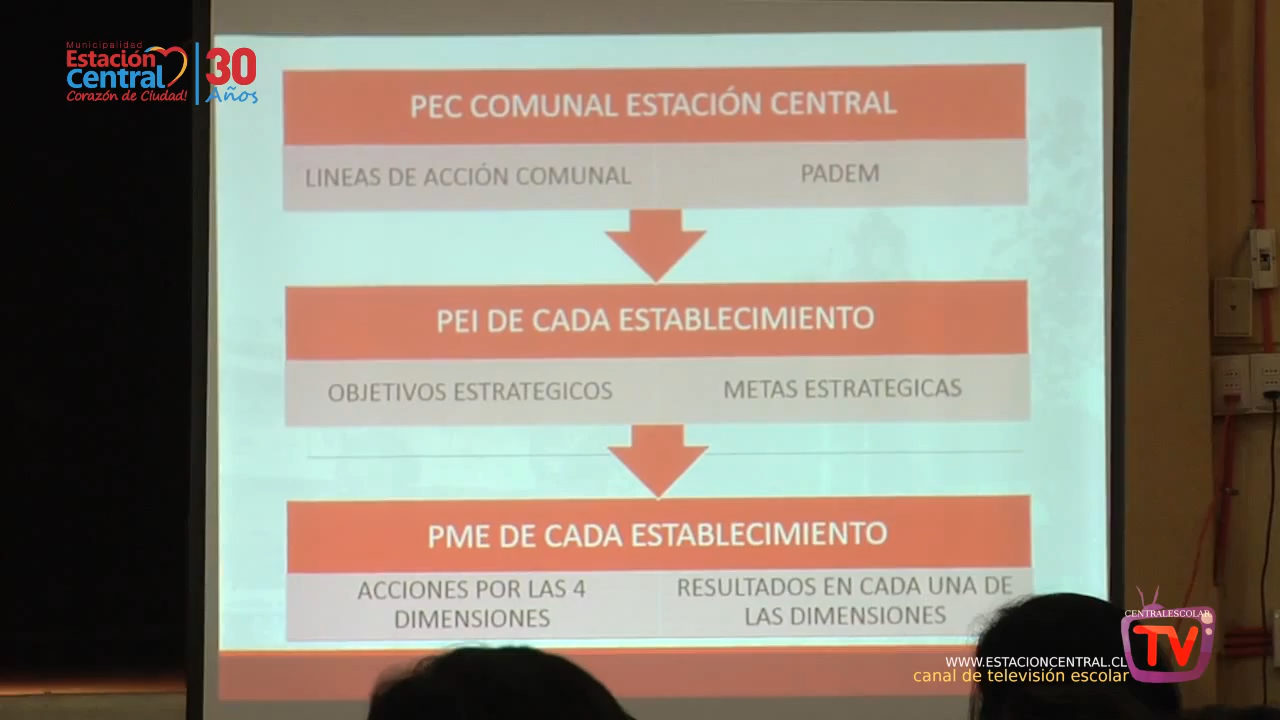 Municipalidad
Estación
Central
Corazón de Ciudad!
30
Años
PEC COMUNAL ESTACIÓN CENTRAL
LINEAS DE ACCIÓN COMUNAL
PADEM
PEI DE CADA ESTABLECIMIENTO
OBJETIVOS ESTRATEGICOS
METAS ESTRATEGICAS
PME DE CADA ESTABLECIMIENTO
ACCIONES POR LAS 4
DIMENSIONES
RESULTADOS EN CADA UNA DE
LAS DIMENSIONES
CENTRALESCOLAR
TV
WWW.ESTACIONCENTRAL.CL
canal de televisión escolar